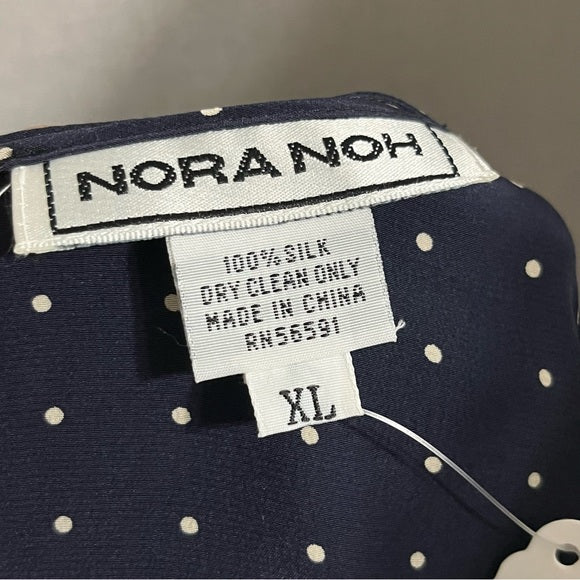 NORA NOH
100% SILK
DRY CLEAN ONLY
MADE IN CHINA
RN56591
XL